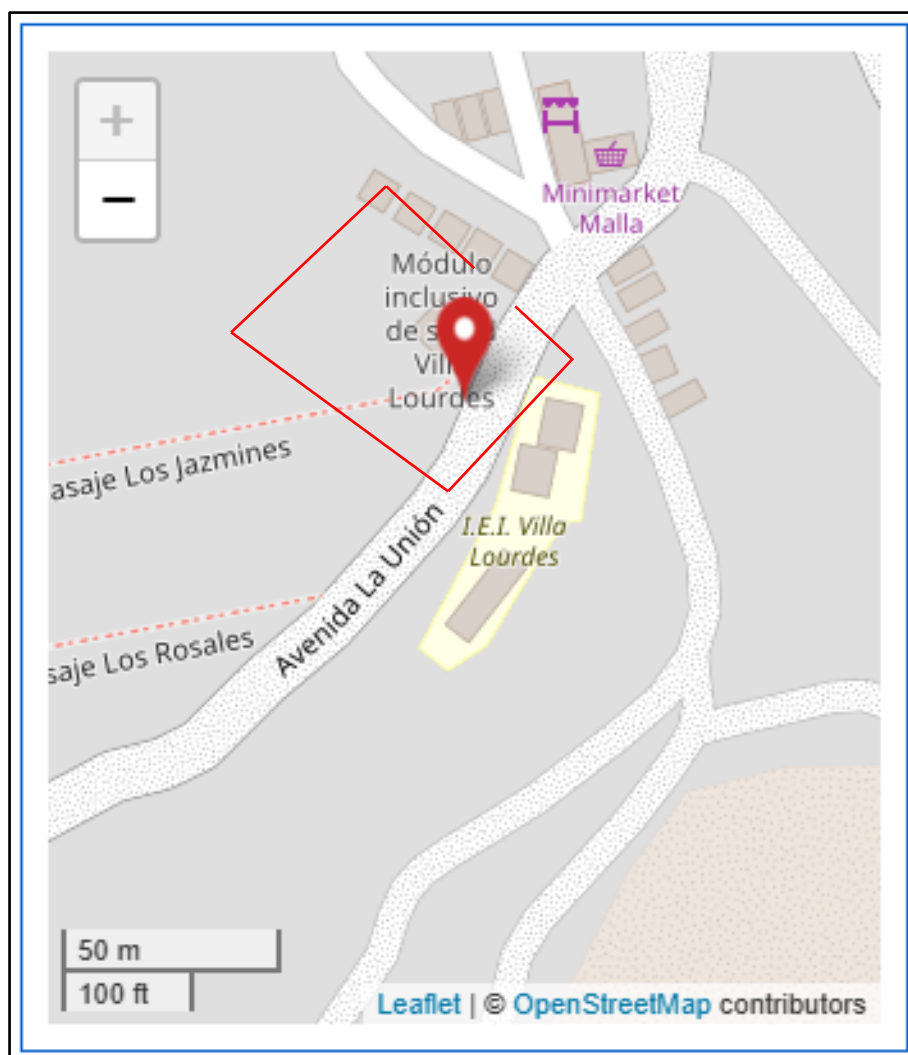 +
−
Minimarket
Malla
Módulo
inclusivo
de s
Vill
Lourdes
asaje Los Jazmines
I.E.I. Villa
Lourdes
Avenida La Unión
saje Los Rosales
50 m
100 ft
Leaflet | © OpenStreetMap contributors